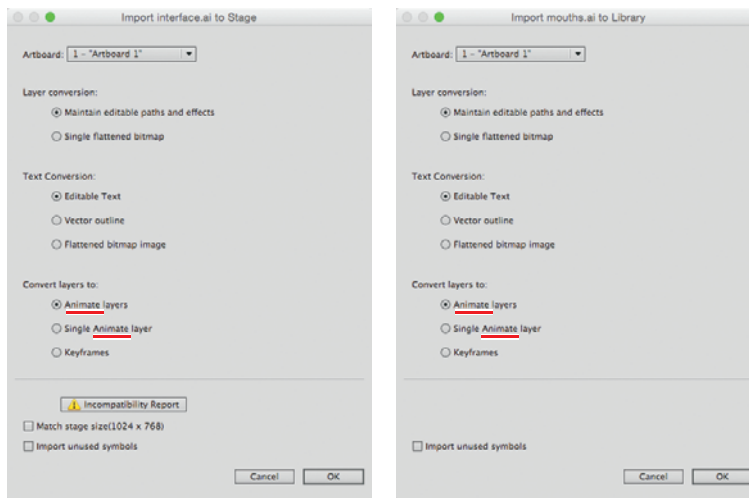 Import interface.ai to Stage
Artboard: 1 - "Artboard 1"
Layer conversion:
Maintain editable paths and effects
Single flattened bitmap
Text Conversion:
Editable Text
Vector outline
Flattened bitmap image
Convert layers to:
Animate layers
Single Animate layer
Keyframes
Incompatibility Report
Match stage size(1024 x 768)
Import unused symbols
Cancel OK
Import mouths.ai to Library
Artboard: 1 - "Artboard 1"
Layer conversion:
Maintain editable paths and effects
Single flattened bitmap
Text Conversion:
Editable Text
Vector outline
Flattened bitmap image
Convert layers to:
Animate layers
Single Animate layer
Keyframes
Import unused symbols
Cancel OK